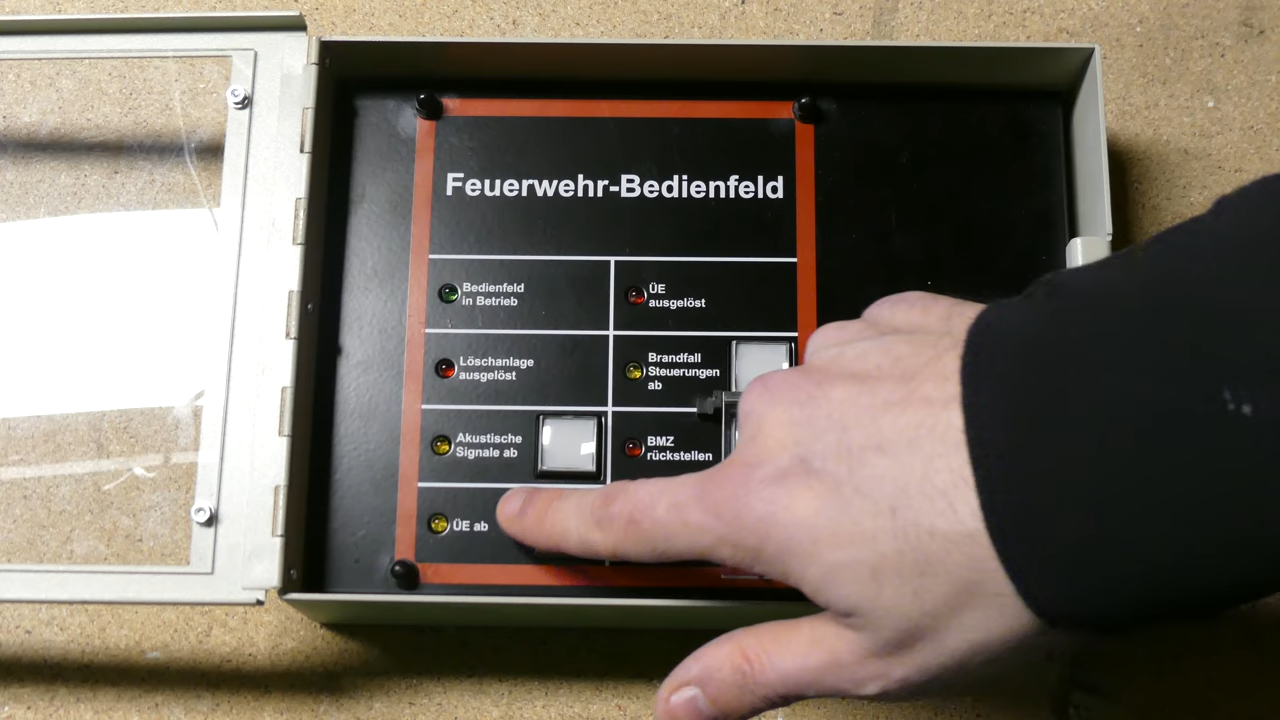 Feuerwehr-Bedienfeld
Bedienfeld
in Betrieb
ÜE
ausgelöst
Löschanlage
ausgelöst
Brandfall
Steuerungen
ab
Akustische
Signale ab
BMZ
rückstellen
ÜE ab